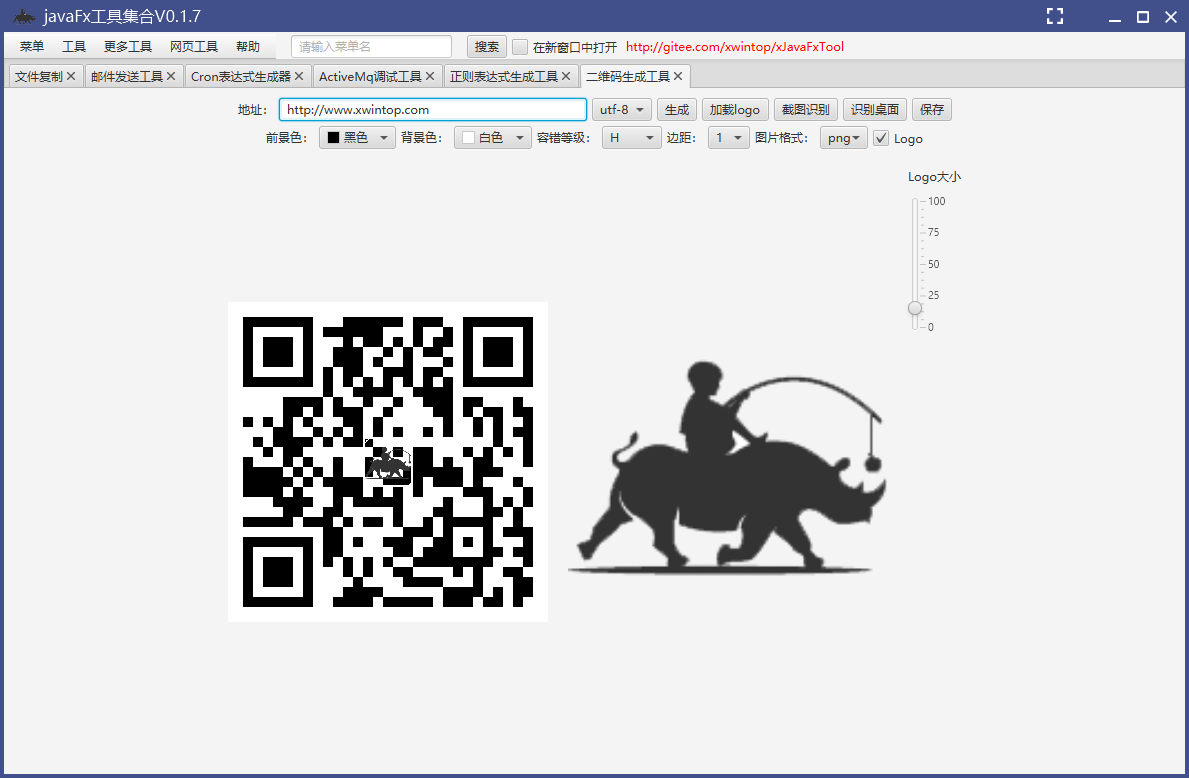 javaFx工具集合V0.1.7
菜单 工具 更多工具 网页工具 帮助 请输入菜单名 搜索 在新窗口中打开 http://gitee.com/xwintop/xJavaFxTool
文件复制 邮件发送工具 Cron表达式生成器 ActiveMq调试工具 正则表达式生成工具 二维码生成工具
地址： http://www.xwintop.com utf-8 生成 加载logo 截图识别 识别桌面 保存
前景色： 黑色 背景色： 白色 容错等级： H 边距： 1 图片格式： png Logo
Logo大小
100
75
50
25
0